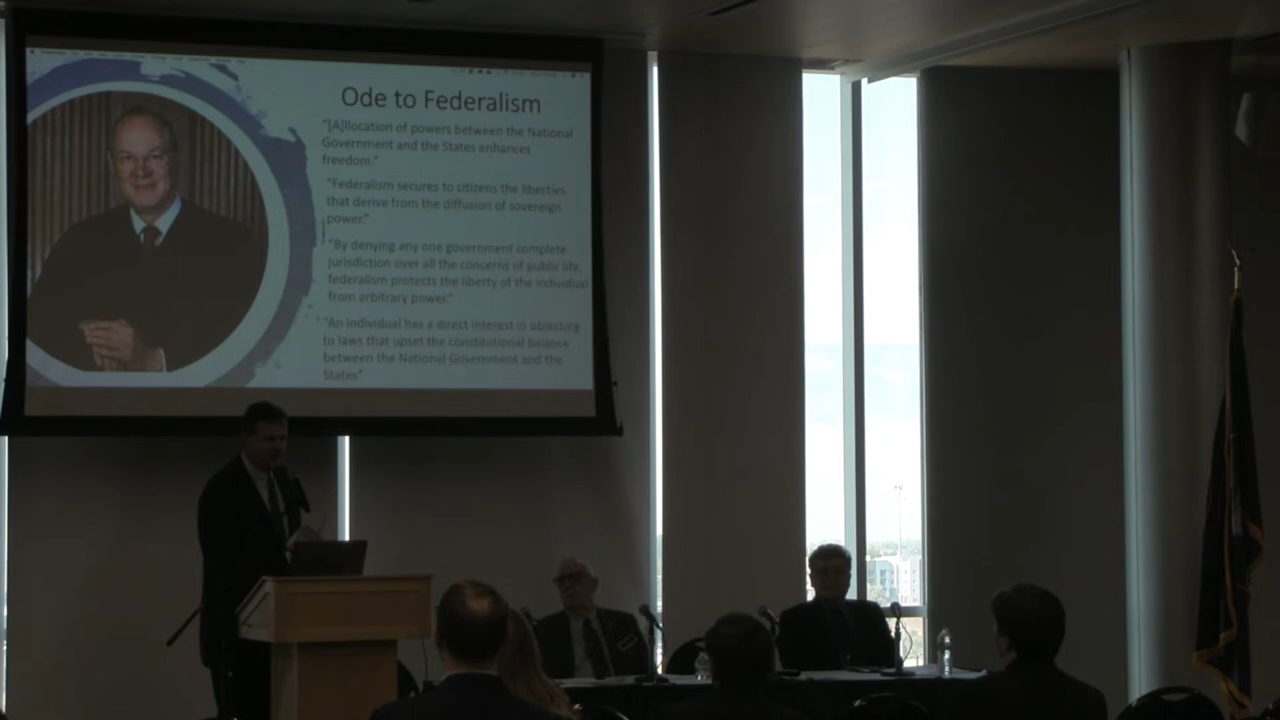 Ode to Federalism
"[A]llocation of powers between the National
Government and the States enhances
freedom."
"Federalism secures to citizens the liberties
that derive from the diffusion of sovereign
power."
"By denying any one government complete
jurisdiction over all the concerns of public life,
federalism protects the liberty of the individual
from arbitrary power."
"An individual has a direct interest in objecting
to laws that upset the constitutional balance
between the National Government and the
States"